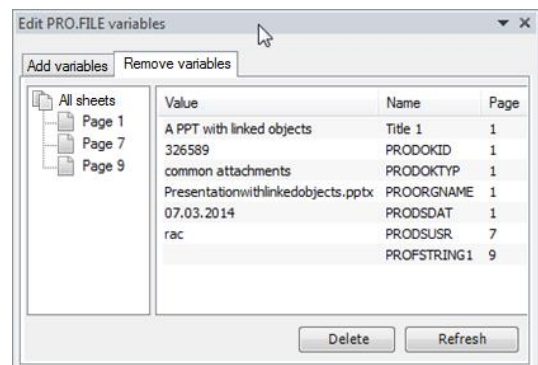 Edit PRO.FILE variables
Add variables Remove variables
All sheets
Page 1
Page 7
Page 9
Value Name Page
A PPT with linked objects Title 1 1
326589 PRODOKID 1
common attachments PRODOKTYP 1
Presentationwithlinkedobjects.pptx PROORGNAME 1
07.03.2014 PRODSDAT 1
rac PRODSUSR 7
PROFSTRING1 9
Delete Refresh